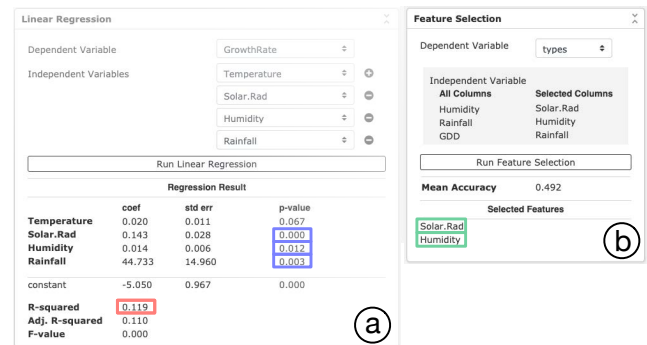 Linear Regression
Dependent Variable GrowthRate
Independent Variables Temperature
Solar.Rad
Humidity
Rainfall
Run Linear Regression
Regression Result
coef std err p-value
Temperature 0.020 0.011 0.067
Solar.Rad 0.143 0.028 0.000
Humidity 0.014 0.006 0.012
Rainfall 44.733 14.960 0.003
constant -5.050 0.967 0.000
R-squared 0.119
Adj. R-squared 0.110
F-value 0.000
a
Feature Selection
Dependent Variable types
Independent Variable
All Columns Selected Columns
Humidity Solar.Rad
Rainfall Humidity
GDD Rainfall
Run Feature Selection
Mean Accuracy 0.492
Selected Features
Solar.Rad
Humidity
b